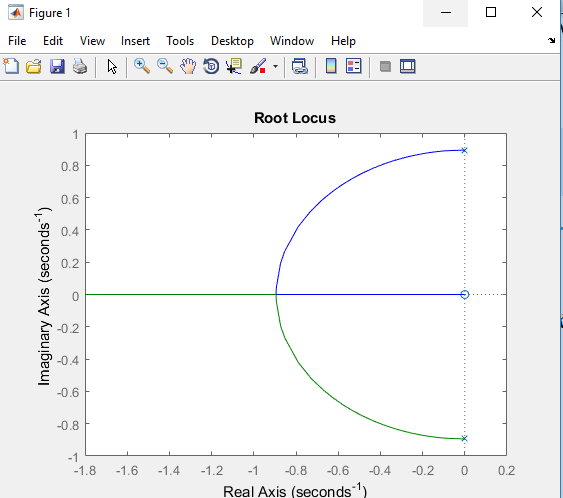 Figure 1
File Edit View Insert Tools Desktop Window Help
Root Locus
1
0.8
0.6
0.4
0.2
0
-0.2
-0.4
-0.6
-0.8
-1
Imaginary Axis (seconds⁻¹)
-1.8 -1.6 -1.4 -1.2 -1 -0.8 -0.6 -0.4 -0.2 0 0.2
Real Axis (seconds⁻¹)